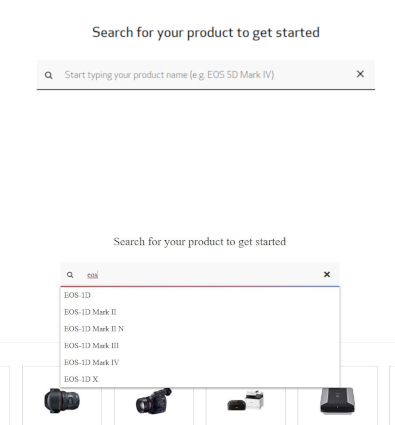 Search for your product to get started
Start typing your product name (e.g. EOS 5D Mark IV)
Search for your product to get started
eos
EOS-1D
EOS-1D Mark II
EOS-1D Mark II N
EOS-1D Mark III
EOS-1D Mark IV
EOS-1D X